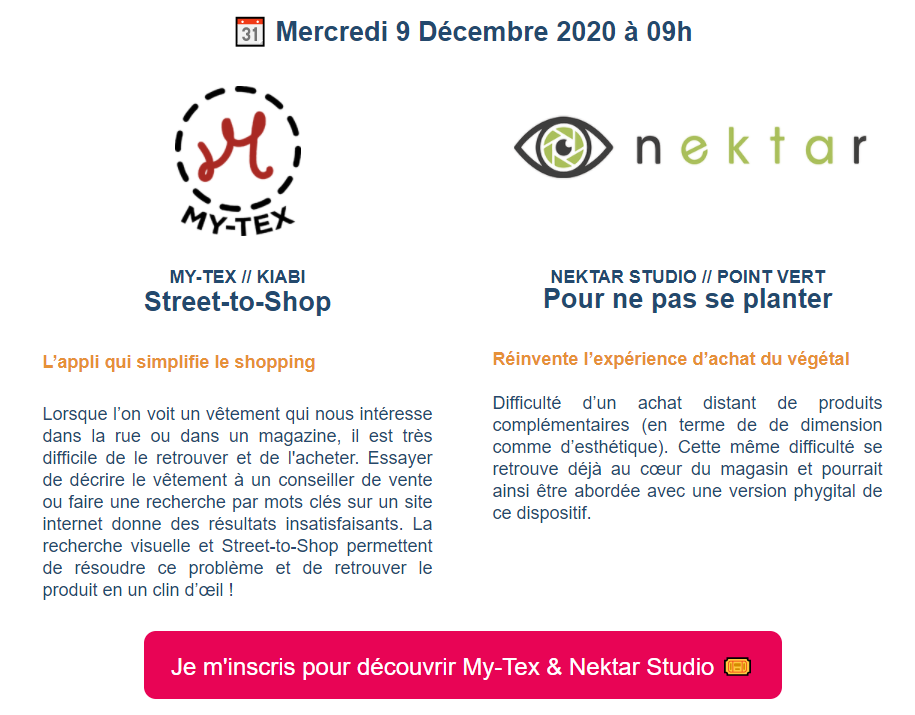 31 Mercredi 9 Décembre 2020 à 09h
M
MY-TEX
nektar
MY-TEX // KIABI
Street-to-Shop
L’appli qui simplifie le shopping
Lorsque l’on voit un vêtement qui nous intéresse
dans la rue ou dans un magazine, il est très
difficile de le retrouver et de l'acheter. Essayer
de décrire le vêtement à un conseiller de vente
ou faire une recherche par mots clés sur un site
internet donne des résultats insatisfaisants. La
recherche visuelle et Street-to-Shop permettent
de résoudre ce problème et de retrouver le
produit en un clin d’œil !
NEKTAR STUDIO // POINT VERT
Pour ne pas se planter
Réinvente l’expérience d’achat du végétal
Difficulté d’un achat distant de produits
complémentaires (en terme de de dimension
comme d’esthétique). Cette même difficulté se
retrouve déjà au cœur du magasin et pourrait
ainsi être abordée avec une version phygital de
ce dispositif.
Je m'inscris pour découvrir My-Tex & Nektar Studio